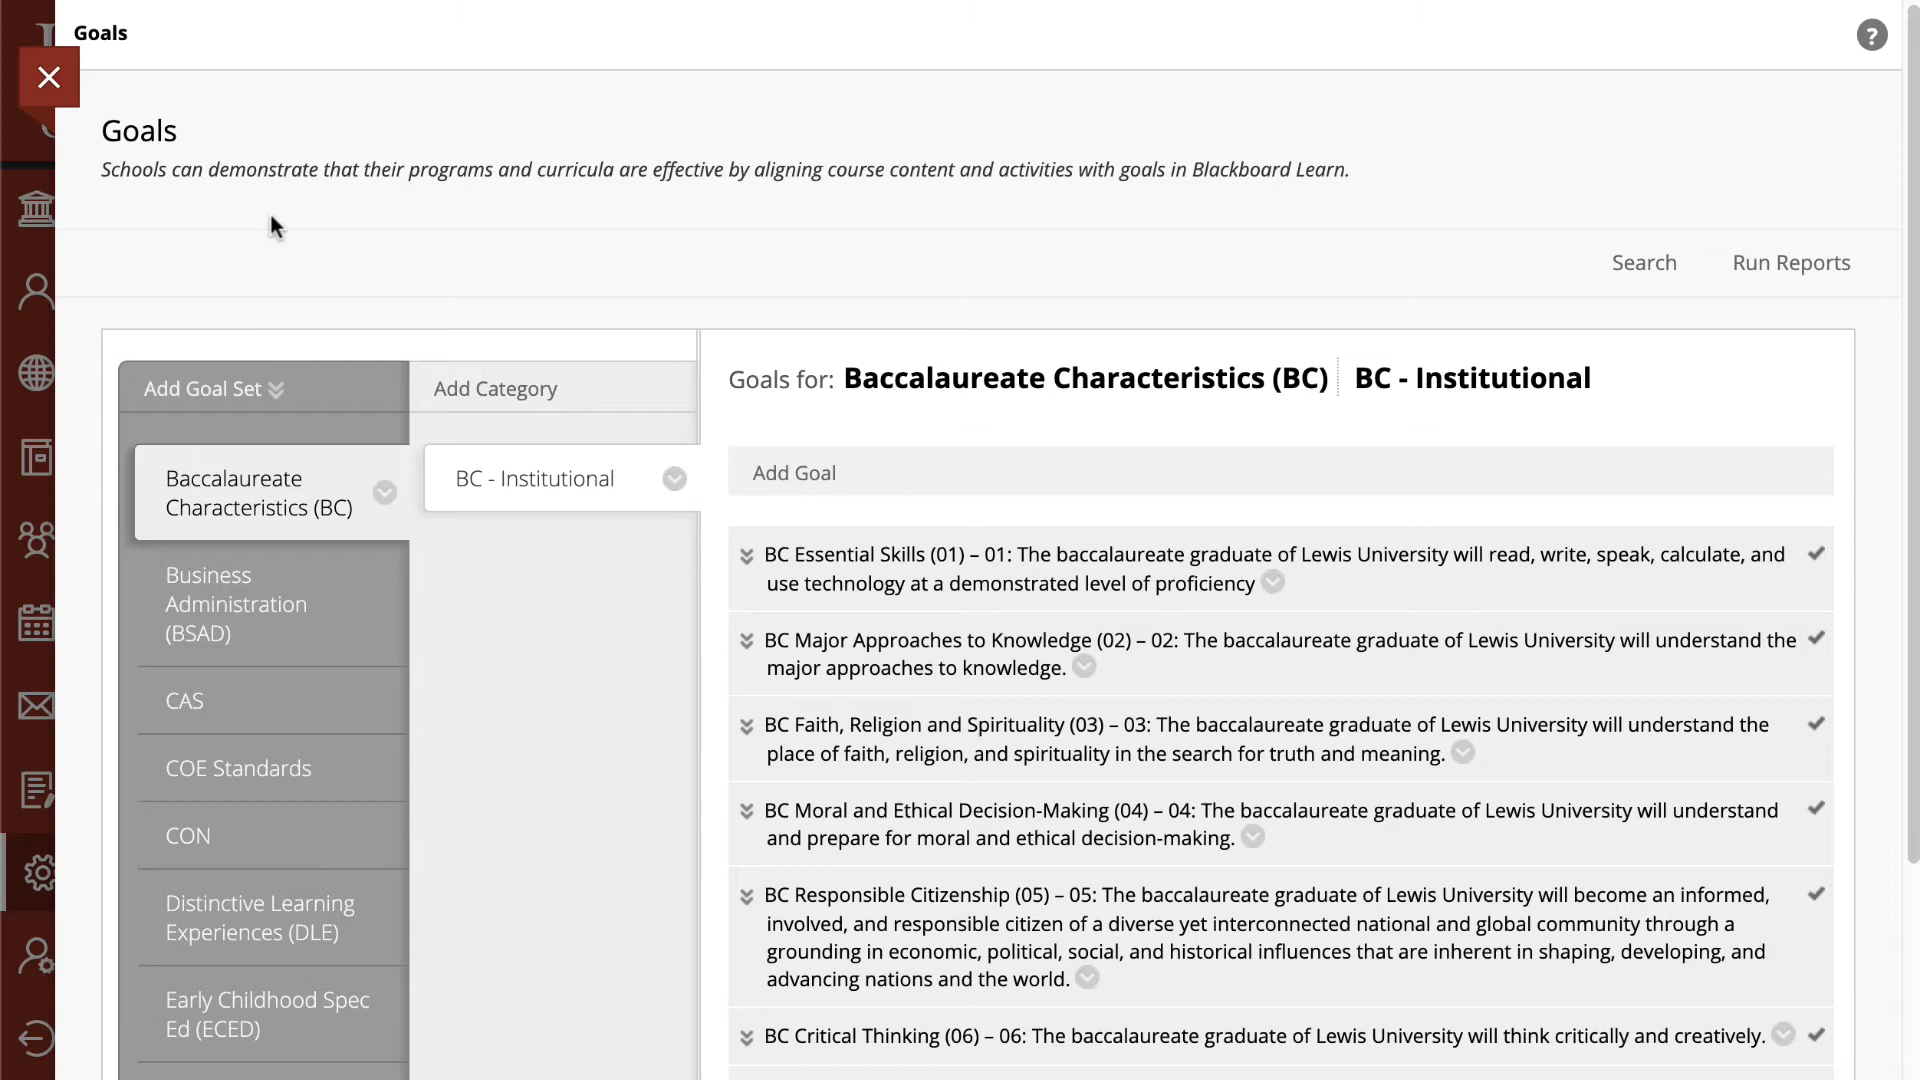 Goals
?
Goals
Schools can demonstrate that their programs and curricula are effective by aligning course content and activities with goals in Blackboard Learn.
Search
Run Reports
Add Goal Set
Add Category
Baccalaureate
Characteristics (BC)
Business
Administration
(BSAD)
CAS
COE Standards
CON
Distinctive Learning
Experiences (DLE)
Early Childhood Spec
Ed (ECED)
BC - Institutional
Goals for: Baccalaureate Characteristics (BC) BC - Institutional
Add Goal
BC Essential Skills (01) – 01: The baccalaureate graduate of Lewis University will read, write, speak, calculate, and
use technology at a demonstrated level of proficiency
BC Major Approaches to Knowledge (02) – 02: The baccalaureate graduate of Lewis University will understand the
major approaches to knowledge.
BC Faith, Religion and Spirituality (03) – 03: The baccalaureate graduate of Lewis University will understand the
place of faith, religion, and spirituality in the search for truth and meaning.
BC Moral and Ethical Decision-Making (04) – 04: The baccalaureate graduate of Lewis University will understand
and prepare for moral and ethical decision-making.
BC Responsible Citizenship (05) – 05: The baccalaureate graduate of Lewis University will become an informed,
involved, and responsible citizen of a diverse yet interconnected national and global community through a
grounding in economic, political, social, and historical influences that are inherent in shaping, developing, and
advancing nations and the world.
BC Critical Thinking (06) – 06: The baccalaureate graduate of Lewis University will think critically and creatively.